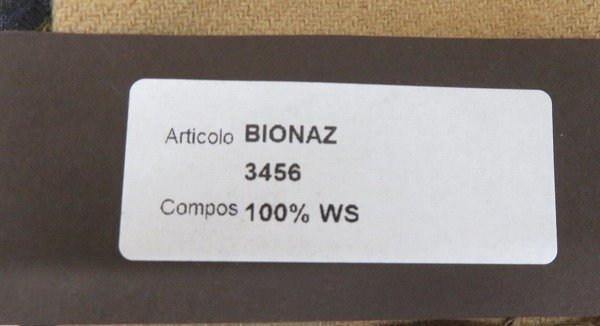 Articolo BIONAZ
3456
Compos 100% WS